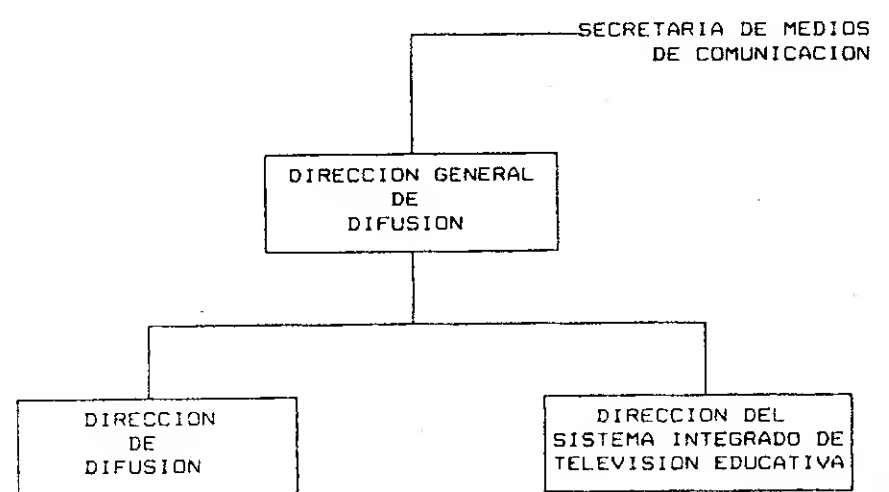 SECRETARIA DE MEDIOS
DE COMUNICACION
DIRECCION GENERAL
DE
DIFUSION
DIRECCION
DE
DIFUSION
DIRECCION DEL
SISTEMA INTEGRADO DE
TELEVISION EDUCATIVA